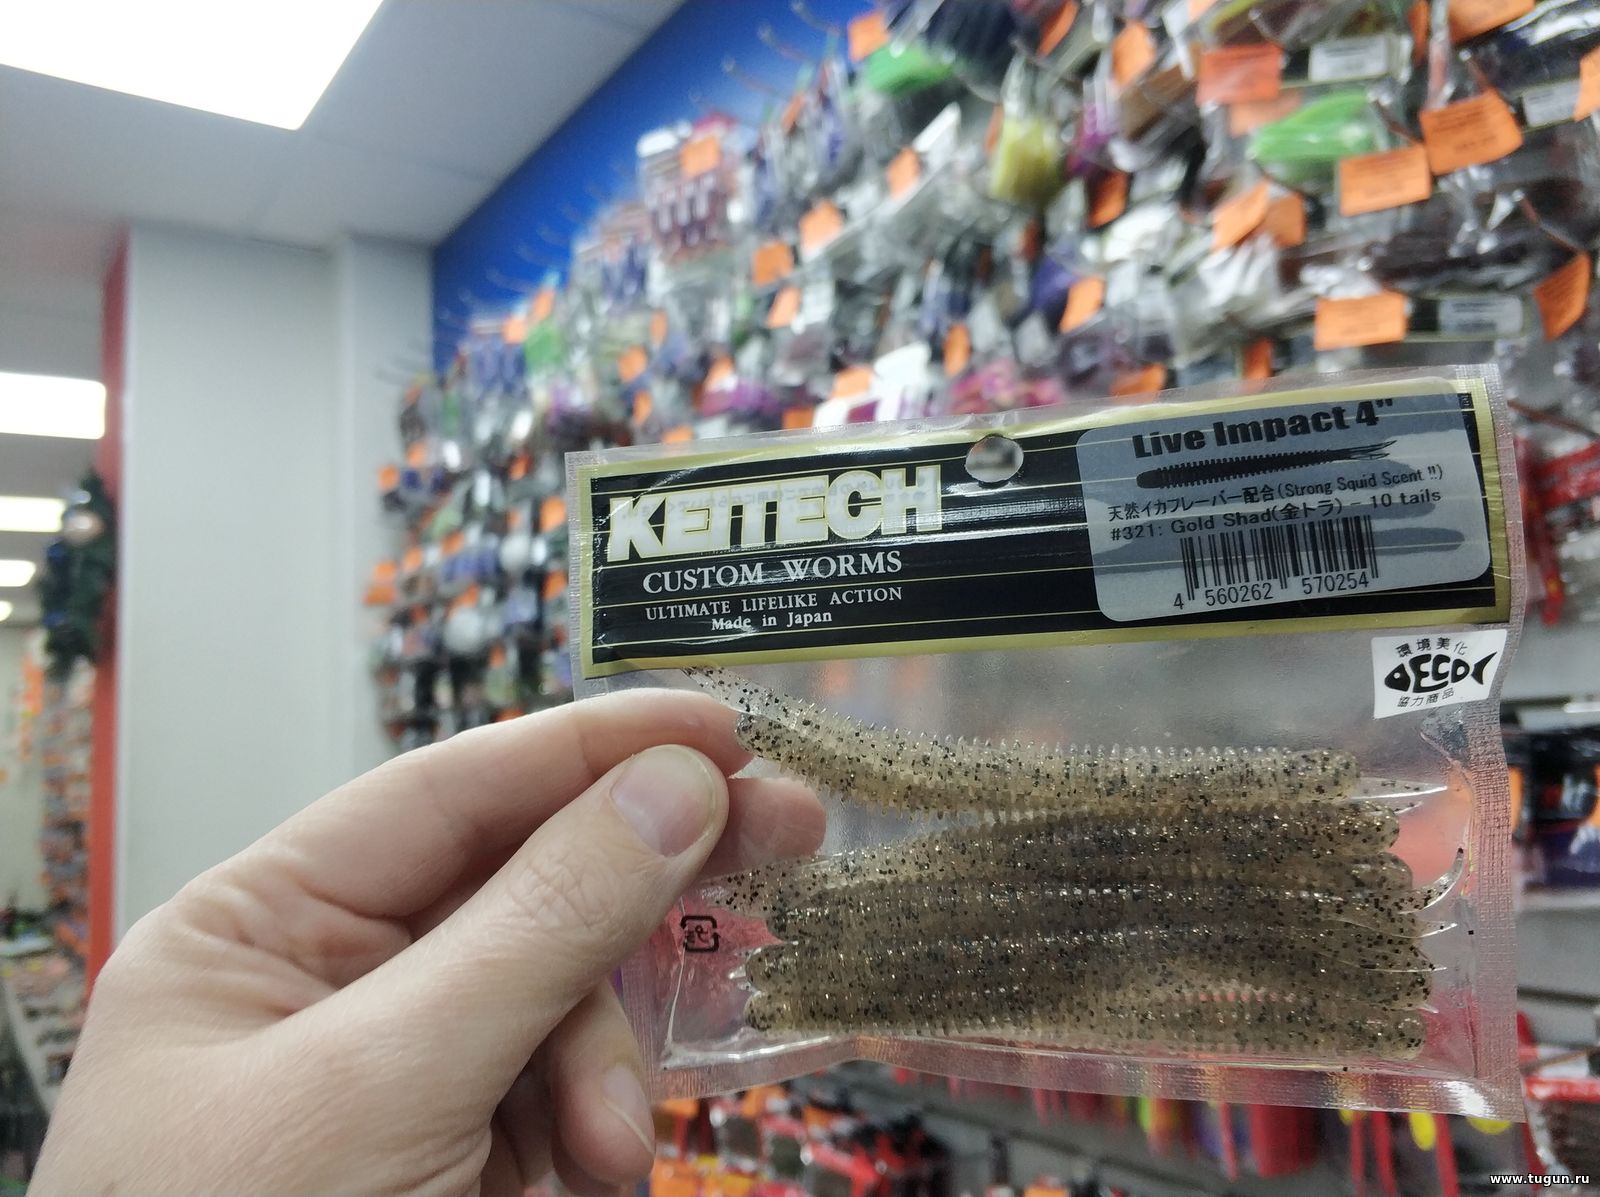 KEITECH
CUSTOM WORMS
ULTIMATE LIFELIKE ACTION
Made in Japan
Live Impact 4"
天然イカフレーバー配合(Strong Squid Scent !!)
#321: Gold Shad(金トラ) - 10 tails
4 560262 570254
環境美化
ECO
協力商品
プラ
www.tugun.ru